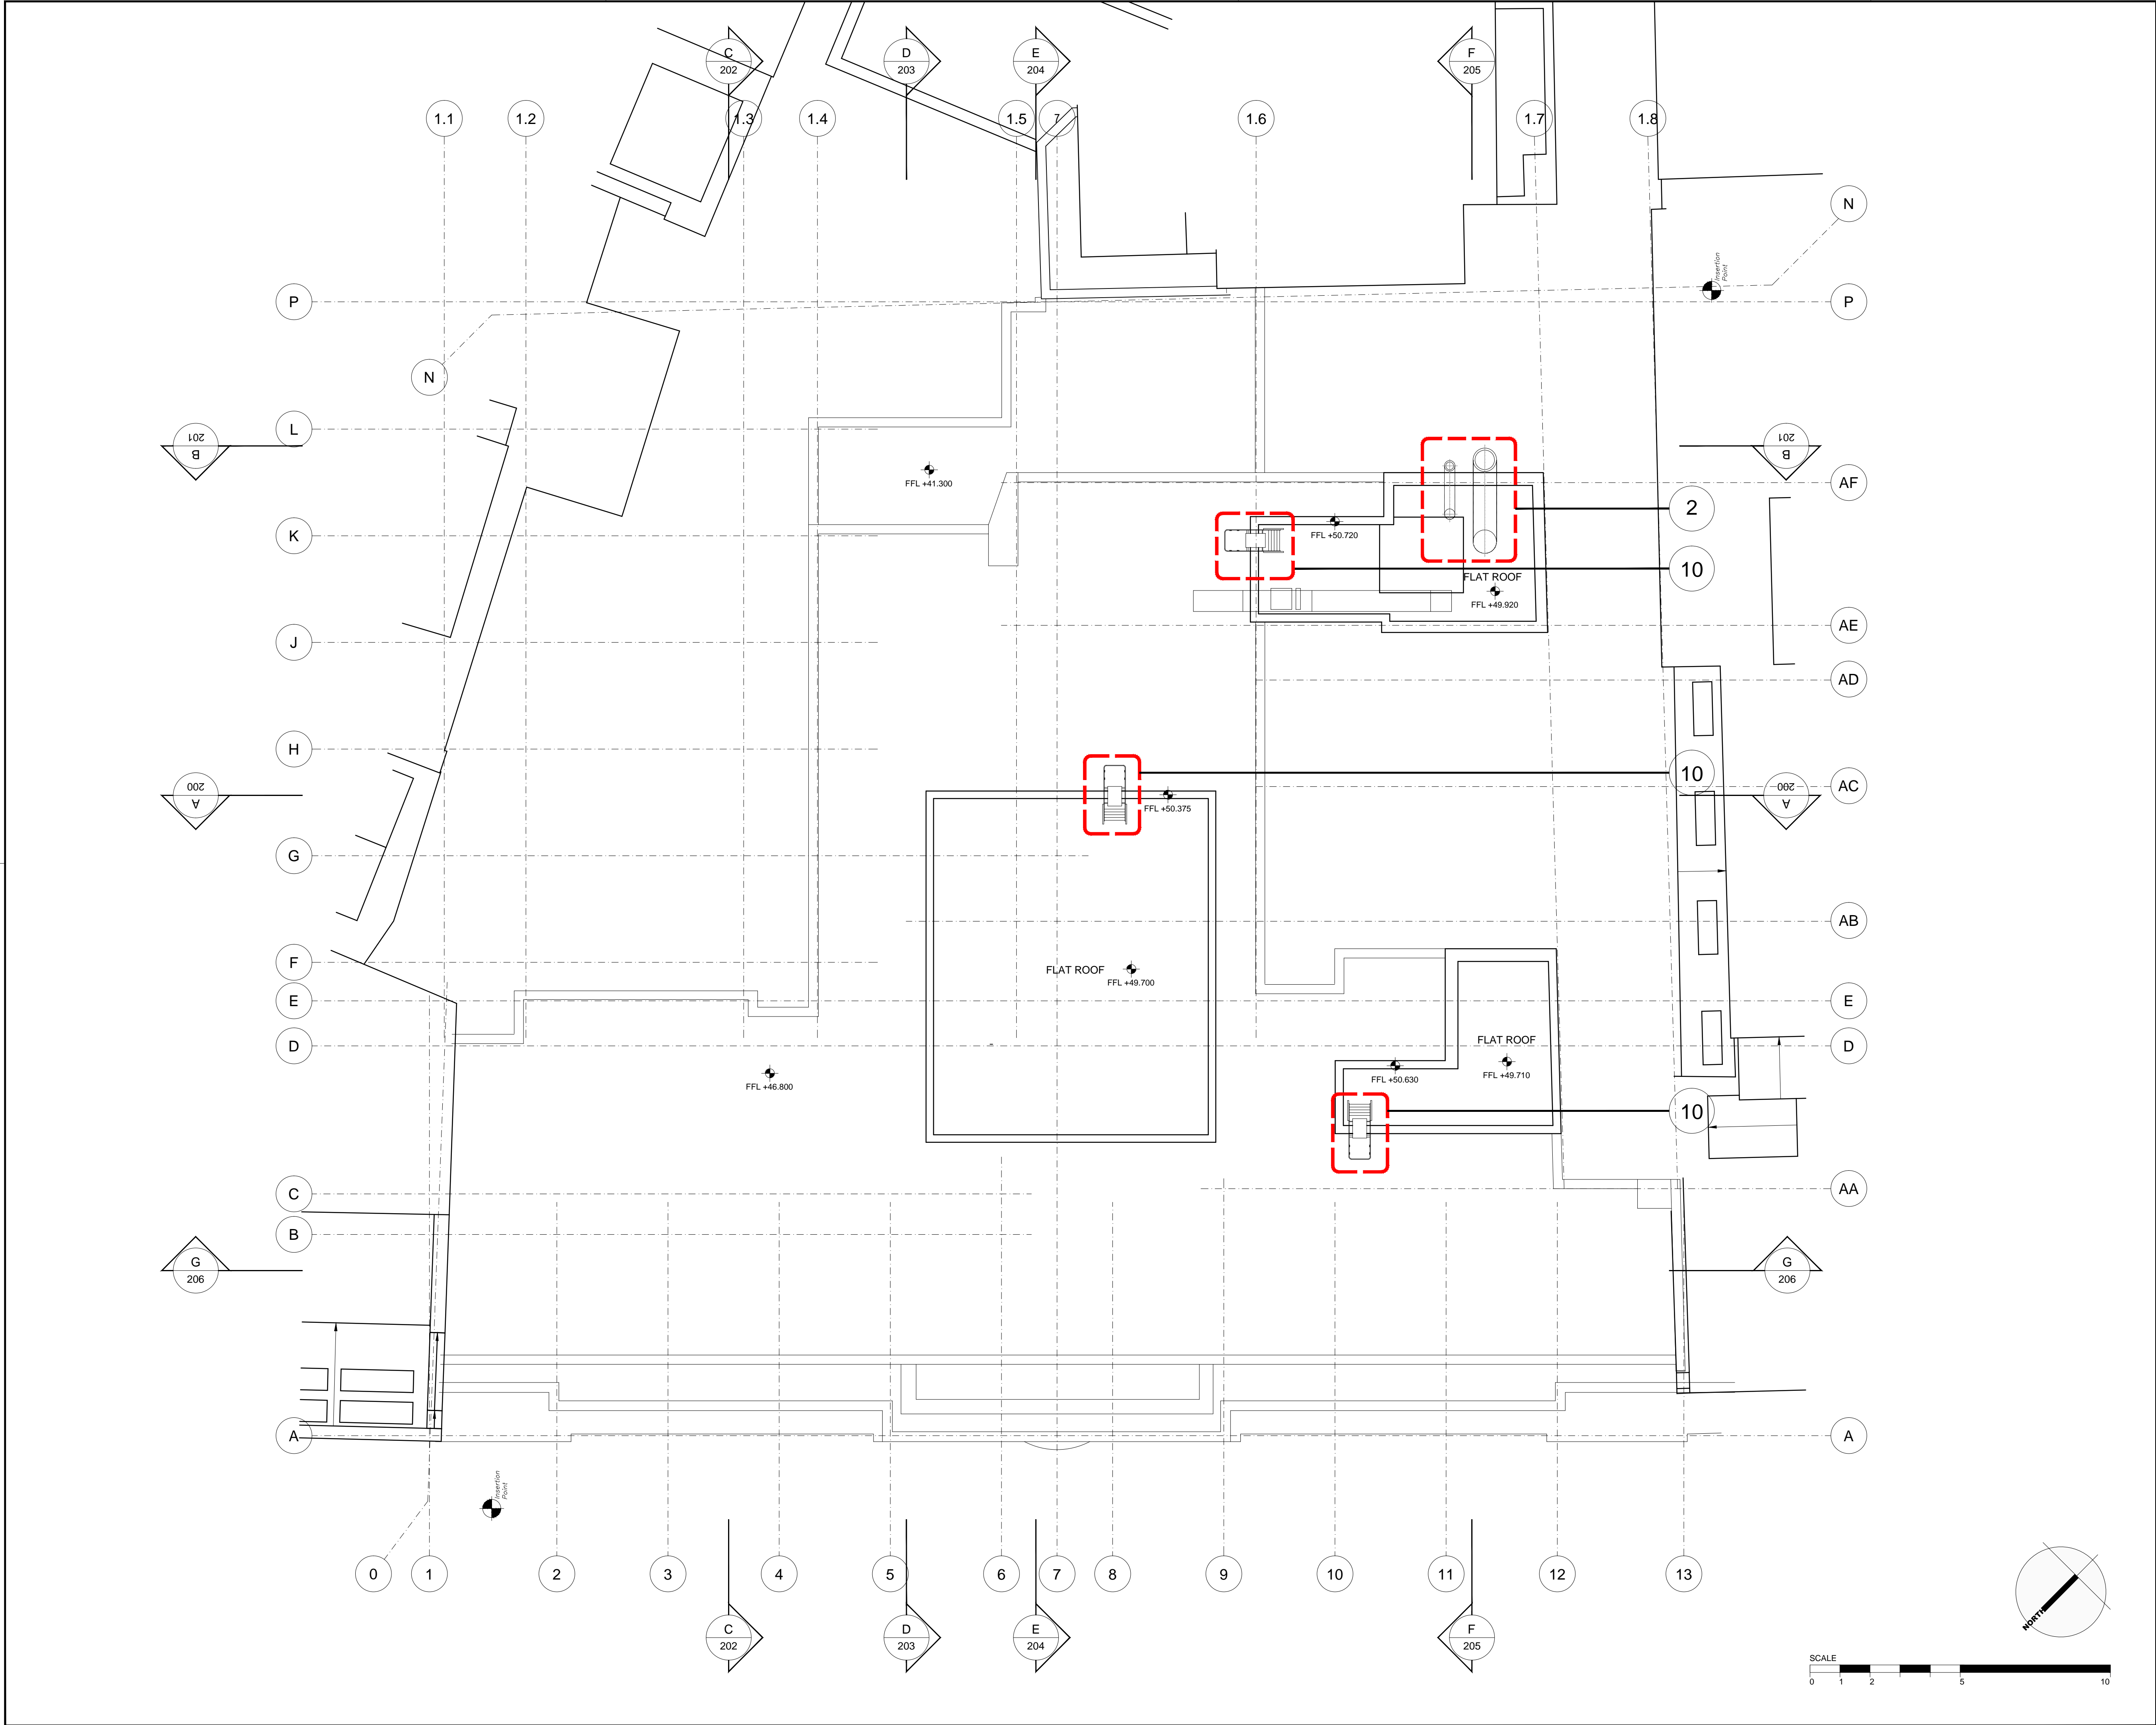 C
202
D
203
E
204
F
205
1.1
1.2
1.3
1.4
1.5
7
1.6
1.7
1.8
N
Insertion
Point
P
P
N
L
B
201
B
201
FFL +41.300
AF
2
K
FFL +50.720
10
FLAT ROOF
FFL +49.920
AE
J
AD
H
10
AC
A
200
A
200
FFL +50.375
G
AB
F
FLAT ROOF
FFL +49.700
E
E
D
FLAT ROOF
D
FFL +46.800
FFL +50.630
FFL +49.710
10
C
AA
B
G
206
G
206
A
A
Insertion
Point
0
1
2
3
4
5
6
7
8
9
10
11
12
13
C
202
D
203
E
204
F
205
NORTH
SCALE
0
1
2
5
10